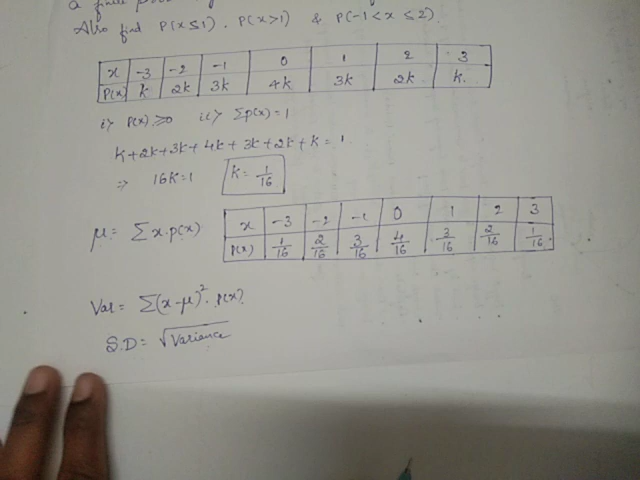 a finite
Also find P(x≤1), P(x>1) & P(-1<x≤2).
x -3 -2 -1 0 1 2 3
P(x) k 2k 3k 4k 3k 2k k.
i> P(x)≥0 ii> Σp(x)=1
k+2k+3k+4k+3k+2k+k=1
⇒ 16k=1 k=1/16
μ= Σx.p(x)
x -3 -2 -1 0 1 2 3
P(x) 1/16 2/16 3/16 4/16 3/16 2/16 1/16
Var= Σ(x-μ)².p(x)
S.D= √Variance